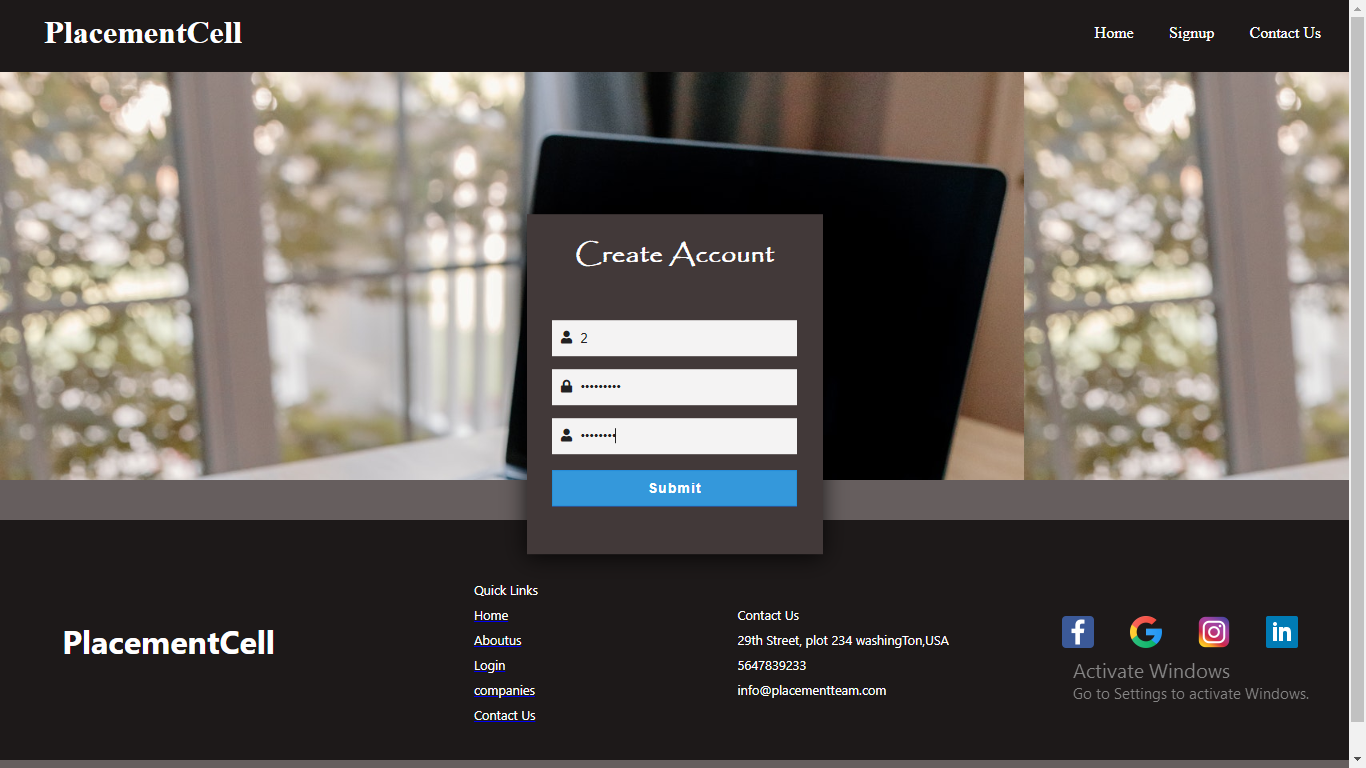 PlacementCell
Home Signup Contact Us
Create Account
2
•••••••••
••••••••
Submit
PlacementCell
Quick Links
Home
Aboutus
Login
companies
Contact Us
Contact Us
29th Street, plot 234 washingTon,USA
5647839233
info@placementteam.com
Activate Windows
Go to Settings to activate Windows.